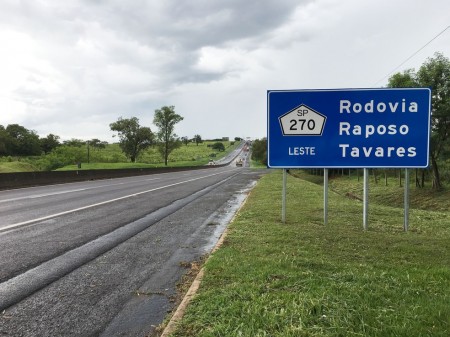 SP
270
LESTE
Rodovia
Raposo
Tavares